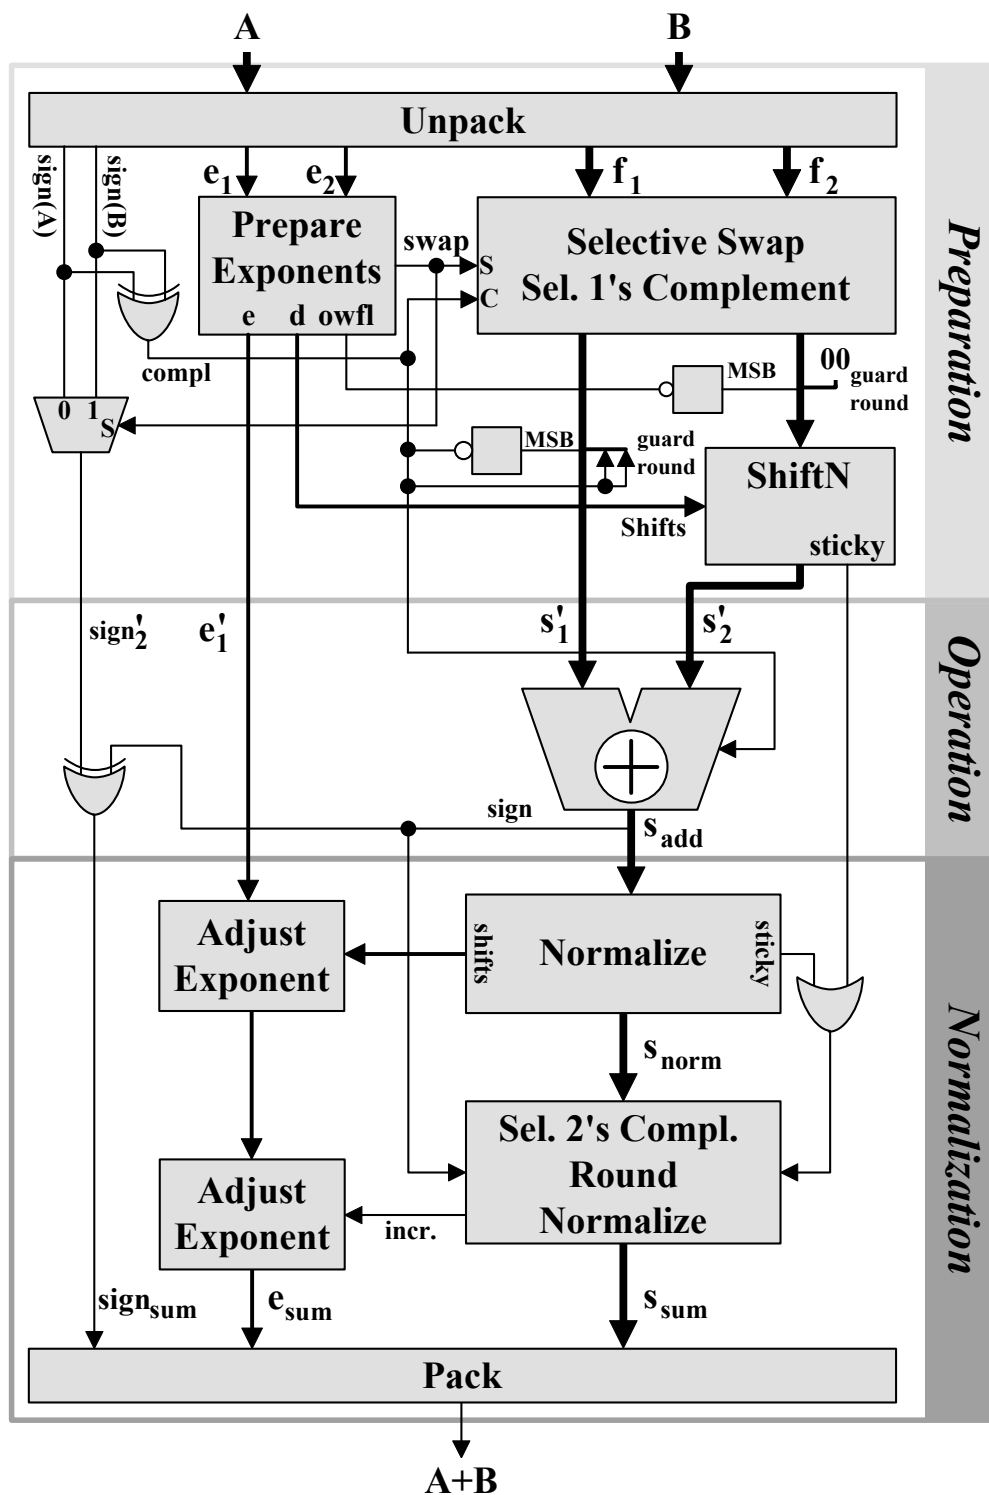 A
B
Unpack
sign(A)
sign(B)
e1
e2
f1
f2
Prepare
Exponents
e d owfl
swap
S
C
Selective Swap
Sel. 1's Complement
compl
0 1
S
MSB
00
guard
round
MSB
guard
round
ShiftN
sticky
Shifts
Preparation
sign'2
e'1
s'1
s'2
Operation
sign
sadd
Adjust
Exponent
shifts
Normalize
sticky
snorm
Sel. 2's Compl.
Round
Normalize
Adjust
Exponent
incr.
Normalization
signsum
esum
ssum
Pack
A+B